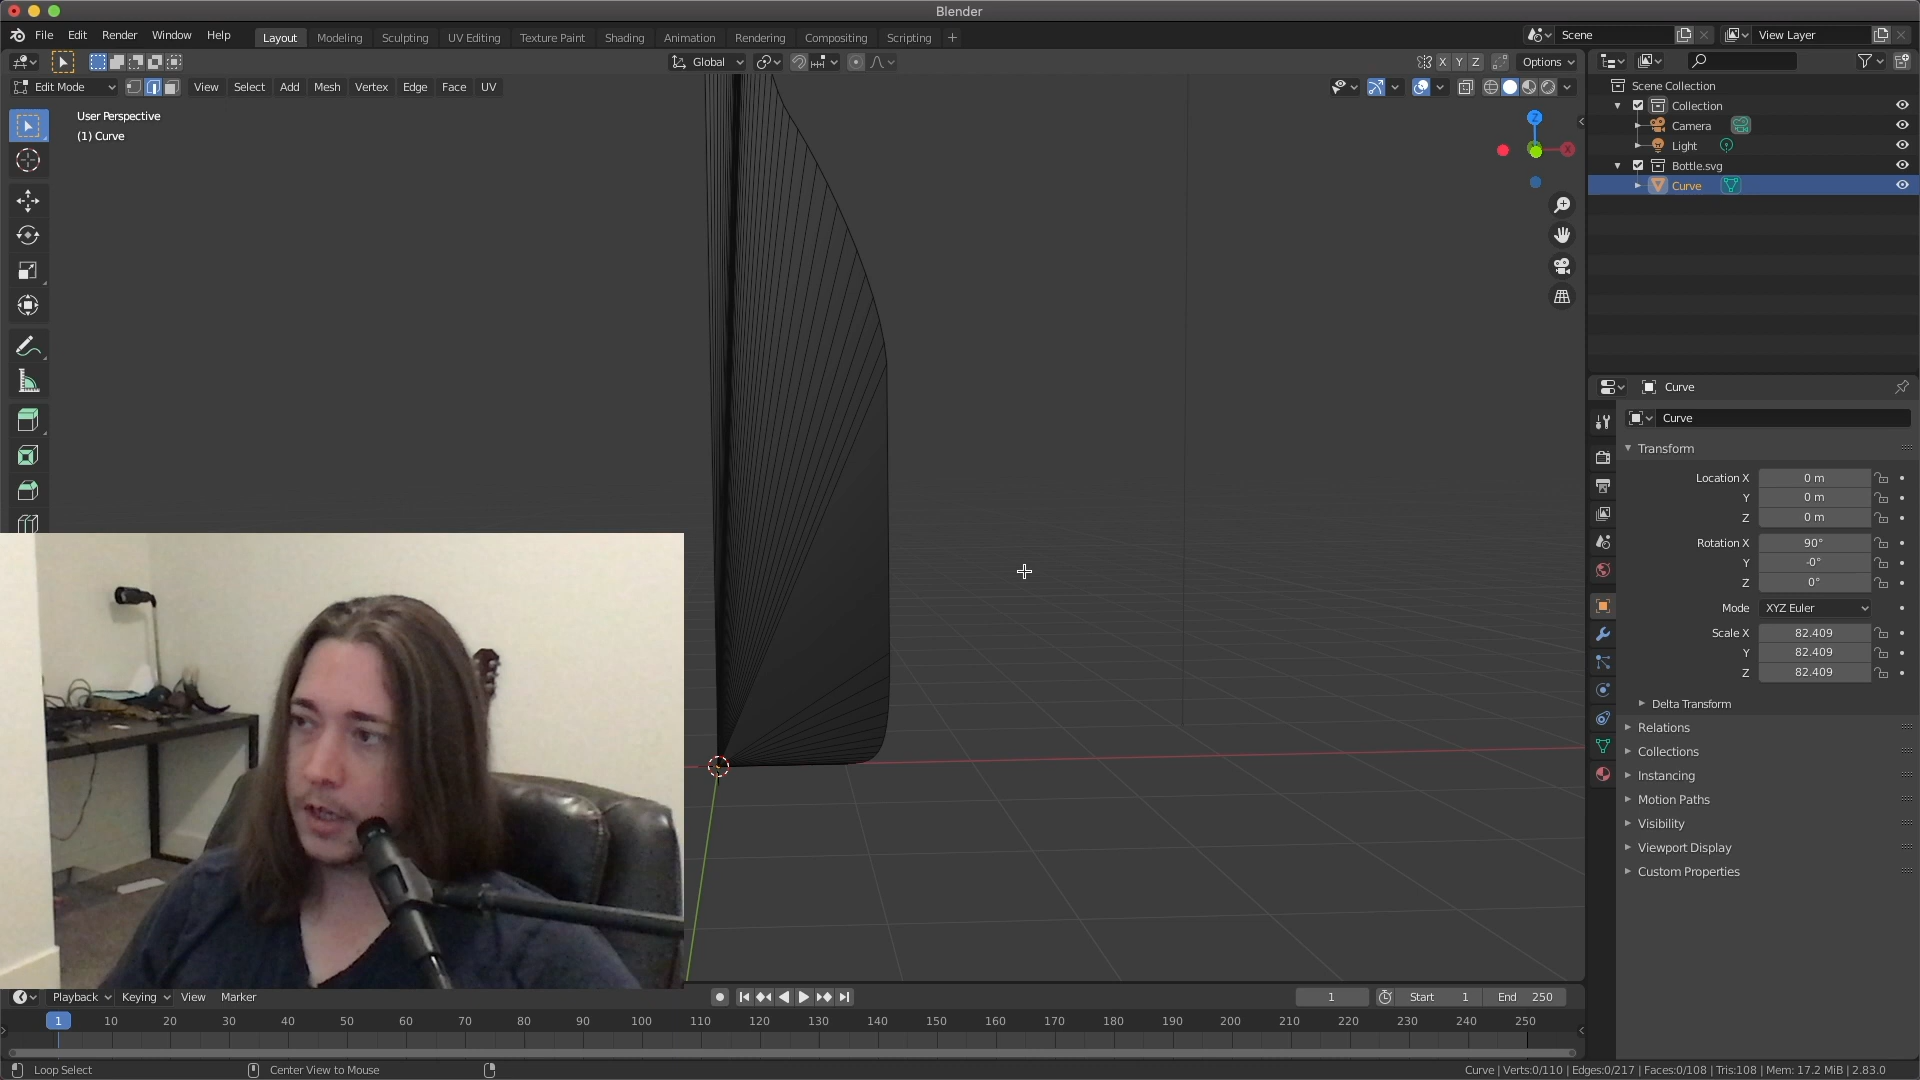 Blender
File Edit Render Window Help
Layout Modeling Sculpting UV Editing Texture Paint Shading Animation Rendering Compositing Scripting +
Scene
View Layer
Global
X Y Z
Options
Edit Mode
View Select Add Mesh Vertex Edge Face UV
User Perspective
(1) Curve
Z
X
Scene Collection
Collection
Camera
Light
Bottle.svg
Curve
Curve
Curve
Transform
Location X 0 m
Y 0 m
Z 0 m
Rotation X 90°
Y -0°
Z 0°
Mode XYZ Euler
Scale X 82.409
Y 82.409
Z 82.409
Delta Transform
Relations
Collections
Instancing
Motion Paths
Visibility
Viewport Display
Custom Properties
Playback Keying View Marker
1
Start 1
End 250
1 10 20 30 40 50 60 70 80 90 100 110 120 130 140 150 160 170 180 190 200 210 220 230 240 250
Loop Select
Center View to Mouse
Curve | Verts:0/110 | Edges:0/217 | Faces:0/108 | Tris:108 | Mem: 17.2 MiB | 2.83.0